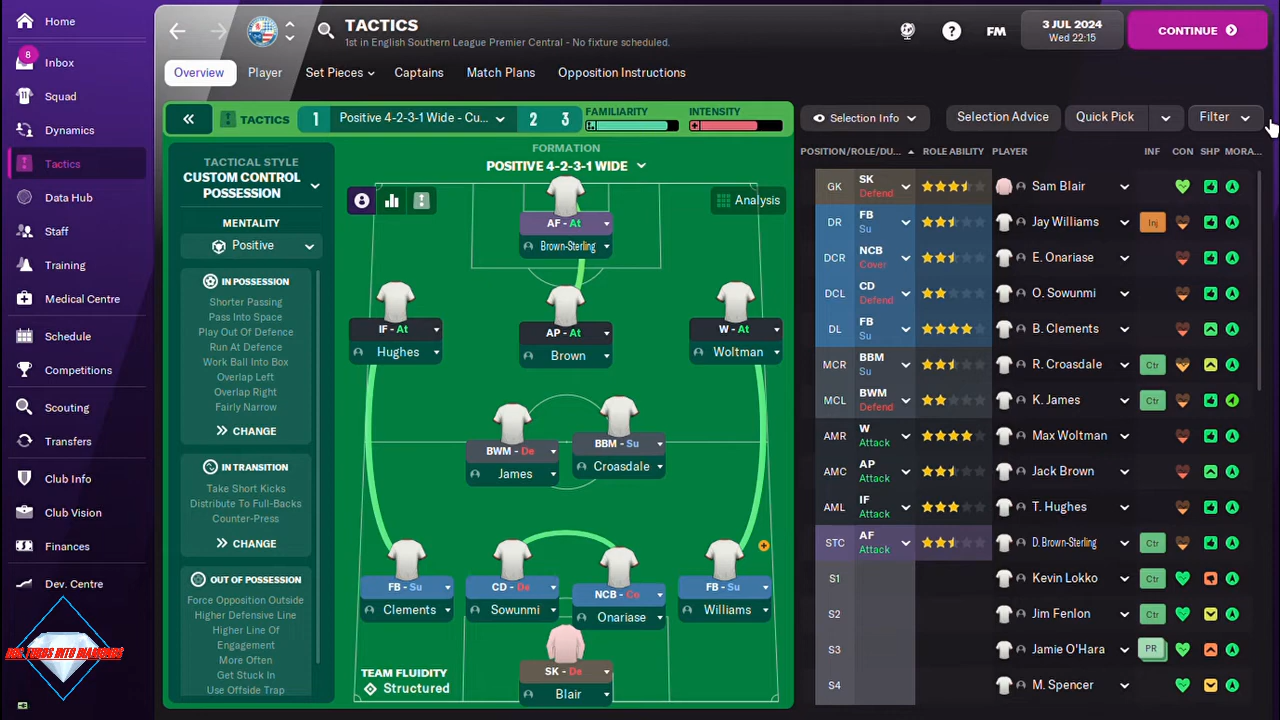 Home
8
Inbox
Squad
Dynamics
Tactics
Data Hub
Staff
Training
Medical Centre
Schedule
Competitions
Scouting
Transfers
Club Info
Club Vision
Finances
Dev. Centre
TACTICS
1st in English Southern League Premier Central - No fixture scheduled.
FM
3 JUL 2024
Wed 22:15
CONTINUE
Overview
Player
Set Pieces
Captains
Match Plans
Opposition Instructions
TACTICS
1
Positive 4-2-3-1 Wide - Cu...
2 3
FAMILIARITY
INTENSITY
TACTICAL STYLE
CUSTOM CONTROL
POSSESSION
MENTALITY
Positive
IN POSSESSION
Shorter Passing
Pass Into Space
Play Out Of Defence
Run At Defence
Work Ball Into Box
Overlap Left
Overlap Right
Fairly Narrow
CHANGE
IN TRANSITION
Take Short Kicks
Distribute To Full-Backs
Counter-Press
CHANGE
OUT OF POSSESSION
Force Opposition Outside
Higher Defensive Line
Higher Line Of
Engagement
More Often
Get Stuck In
Use Offside Trap
FORMATION
POSITIVE 4-2-3-1 WIDE
Analysis
AF - At
Brown-Sterling
IF - At
Hughes
AP - At
Brown
W - At
Woltman
BWM - De
James
BBM - Su
Croasdale
FB - Su
Clements
CD - De
Sowunmi
NCB - Co
Onariase
FB - Su
Williams
SK - De
Blair
TEAM FLUIDITY
Structured
Selection Info
Selection Advice
Quick Pick
Filter
POSITION/ROLE/DU... ROLE ABILITY PLAYER INF CON SHP MORA...
GK SK Defend Sam Blair
DR FB Su Jay Williams Inj
DCR NCB Cover E. Onariase
DCL CD Defend O. Sowunmi
DL FB Su B. Clements
MCR BBM Su R. Croasdale Ctr
MCL BWM Defend K. James Ctr
AMR W Attack Max Woltman
AMC AP Attack Jack Brown
AML IF Attack T. Hughes
STC AF Attack D. Brown-Sterling Ctr
S1 Kevin Lokko Ctr
S2 Jim Fenlon Ctr
S3 Jamie O'Hara PR
S4 M. Spencer